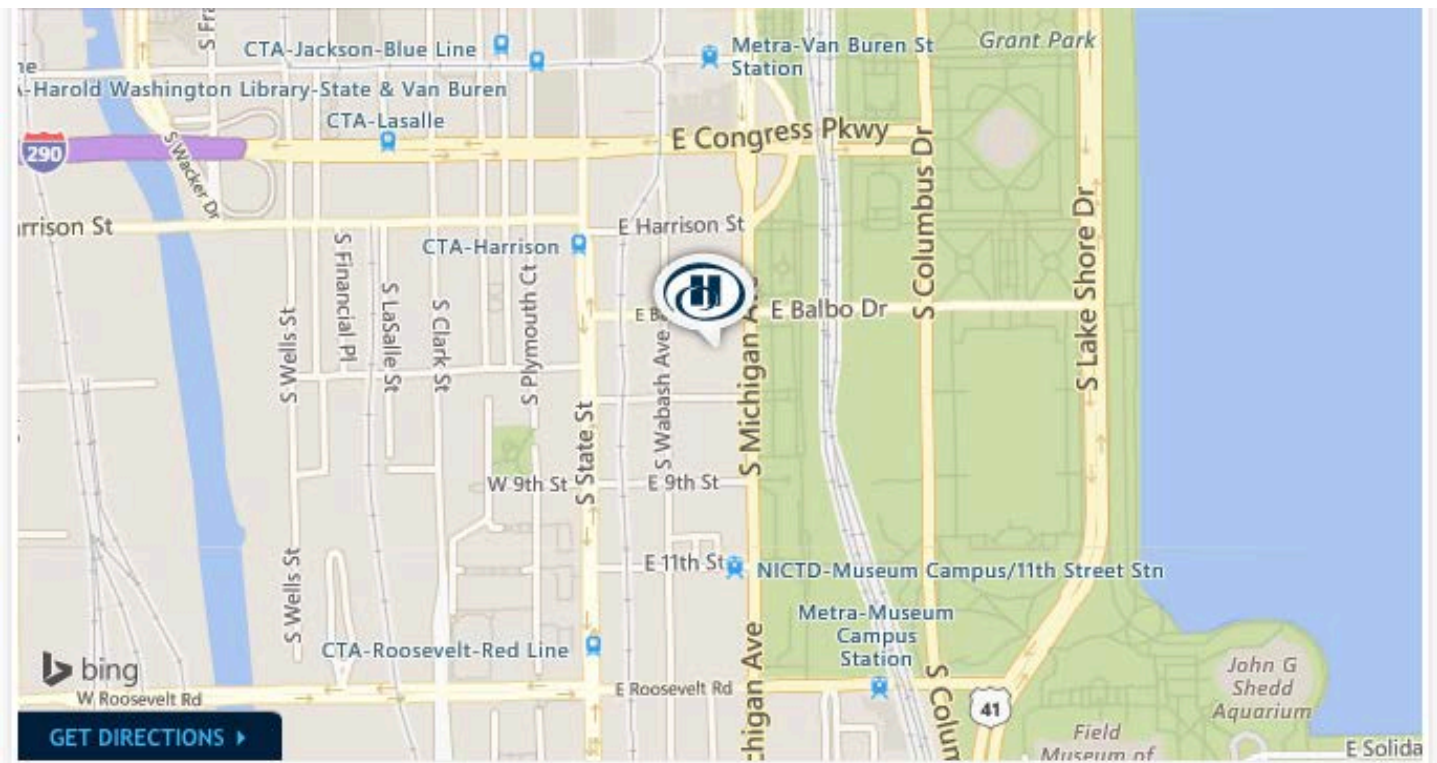 S Fra
CTA-Jackson-Blue Line
Metra-Van Buren St
Station
Grant Park
ne
A-Harold Washington Library-State & Van Buren
CTA-Lasalle
290
S Wacker Dr
E Congress Pkwy
S Columbus Dr
S Lake Shore Dr
rrison St
E Harrison St
CTA-Harrison
S Financial Pl
S LaSalle St
S Clark St
S Plymouth Ct
S Wells St
H
E Ba
E Balbo Dr
S Wabash Ave
S Michigan Ave
S State St
W 9th St
E 9th St
E 11th St
NICTD-Museum Campus/11th Street Stn
S Wells St
Metra-Museum
Campus
Station
CTA-Roosevelt-Red Line
bing
W Roosevelt Rd
E Roosevelt Rd
chigan Ave
S Colum
41
John G
Shedd
Aquarium
Field
Museum of
E Solida
GET DIRECTIONS